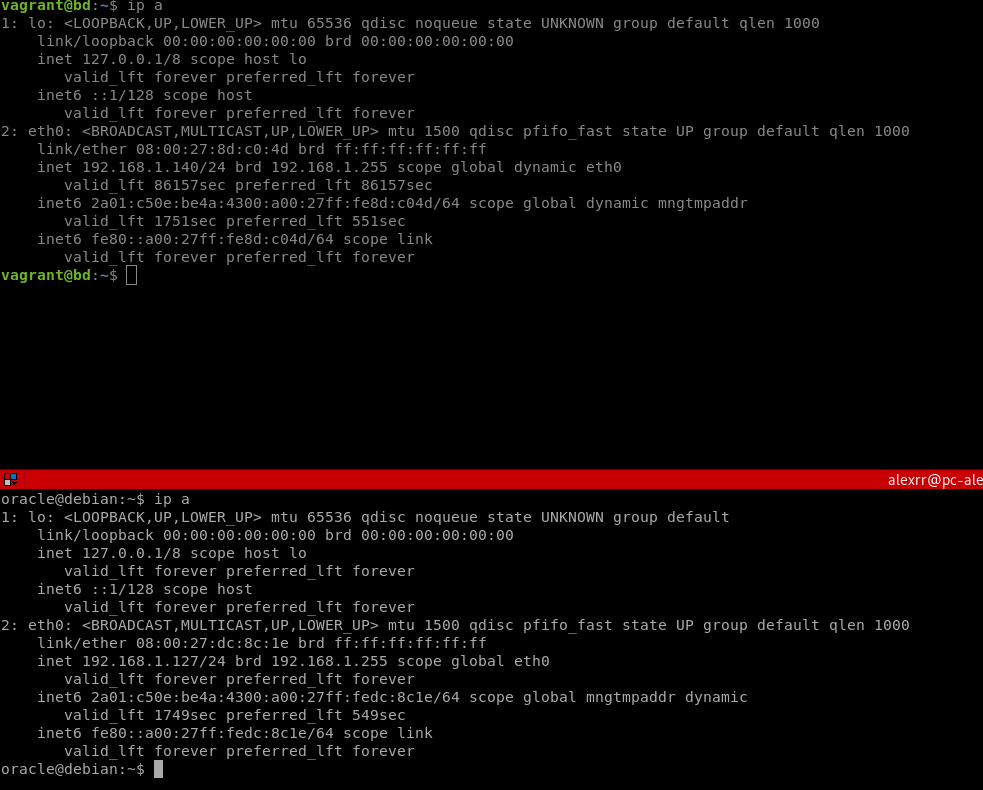 vagrant@bd:~$ ip a
1: lo: <LOOPBACK,UP,LOWER_UP> mtu 65536 qdisc noqueue state UNKNOWN group default qlen 1000
    link/loopback 00:00:00:00:00:00 brd 00:00:00:00:00:00
    inet 127.0.0.1/8 scope host lo
       valid_lft forever preferred_lft forever
    inet6 ::1/128 scope host
       valid_lft forever preferred_lft forever
2: eth0: <BROADCAST,MULTICAST,UP,LOWER_UP> mtu 1500 qdisc pfifo_fast state UP group default qlen 1000
    link/ether 08:00:27:8d:c0:4d brd ff:ff:ff:ff:ff:ff
    inet 192.168.1.140/24 brd 192.168.1.255 scope global dynamic eth0
       valid_lft 86157sec preferred_lft 86157sec
    inet6 2a01:c50e:be4a:4300:a00:27ff:fe8d:c04d/64 scope global dynamic mngtmpaddr
       valid_lft 1751sec preferred_lft 551sec
    inet6 fe80::a00:27ff:fe8d:c04d/64 scope link
       valid_lft forever preferred_lft forever
vagrant@bd:~$
alexrr@pc-ale
oracle@debian:~$ ip a
1: lo: <LOOPBACK,UP,LOWER_UP> mtu 65536 qdisc noqueue state UNKNOWN group default
    link/loopback 00:00:00:00:00:00 brd 00:00:00:00:00:00
    inet 127.0.0.1/8 scope host lo
       valid_lft forever preferred_lft forever
    inet6 ::1/128 scope host
       valid_lft forever preferred_lft forever
2: eth0: <BROADCAST,MULTICAST,UP,LOWER_UP> mtu 1500 qdisc pfifo_fast state UP group default qlen 1000
    link/ether 08:00:27:dc:8c:1e brd ff:ff:ff:ff:ff:ff
    inet 192.168.1.127/24 brd 192.168.1.255 scope global eth0
       valid_lft forever preferred_lft forever
    inet6 2a01:c50e:be4a:4300:a00:27ff:fedc:8c1e/64 scope global mngtmpaddr dynamic
       valid_lft 1749sec preferred_lft 549sec
    inet6 fe80::a00:27ff:fedc:8c1e/64 scope link
       valid_lft forever preferred_lft forever
oracle@debian:~$